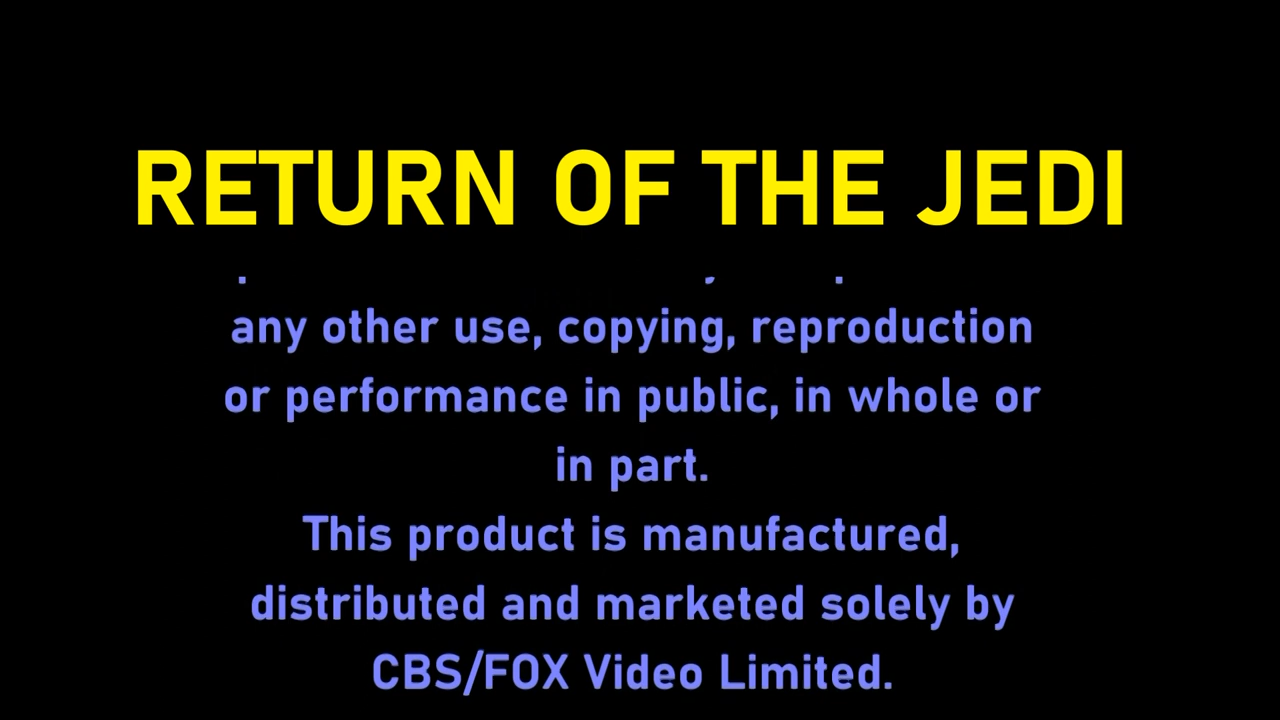 RETURN OF THE JEDI
any other use, copying, reproduction
or performance in public, in whole or
in part.
This product is manufactured,
distributed and marketed solely by
CBS/FOX Video Limited.